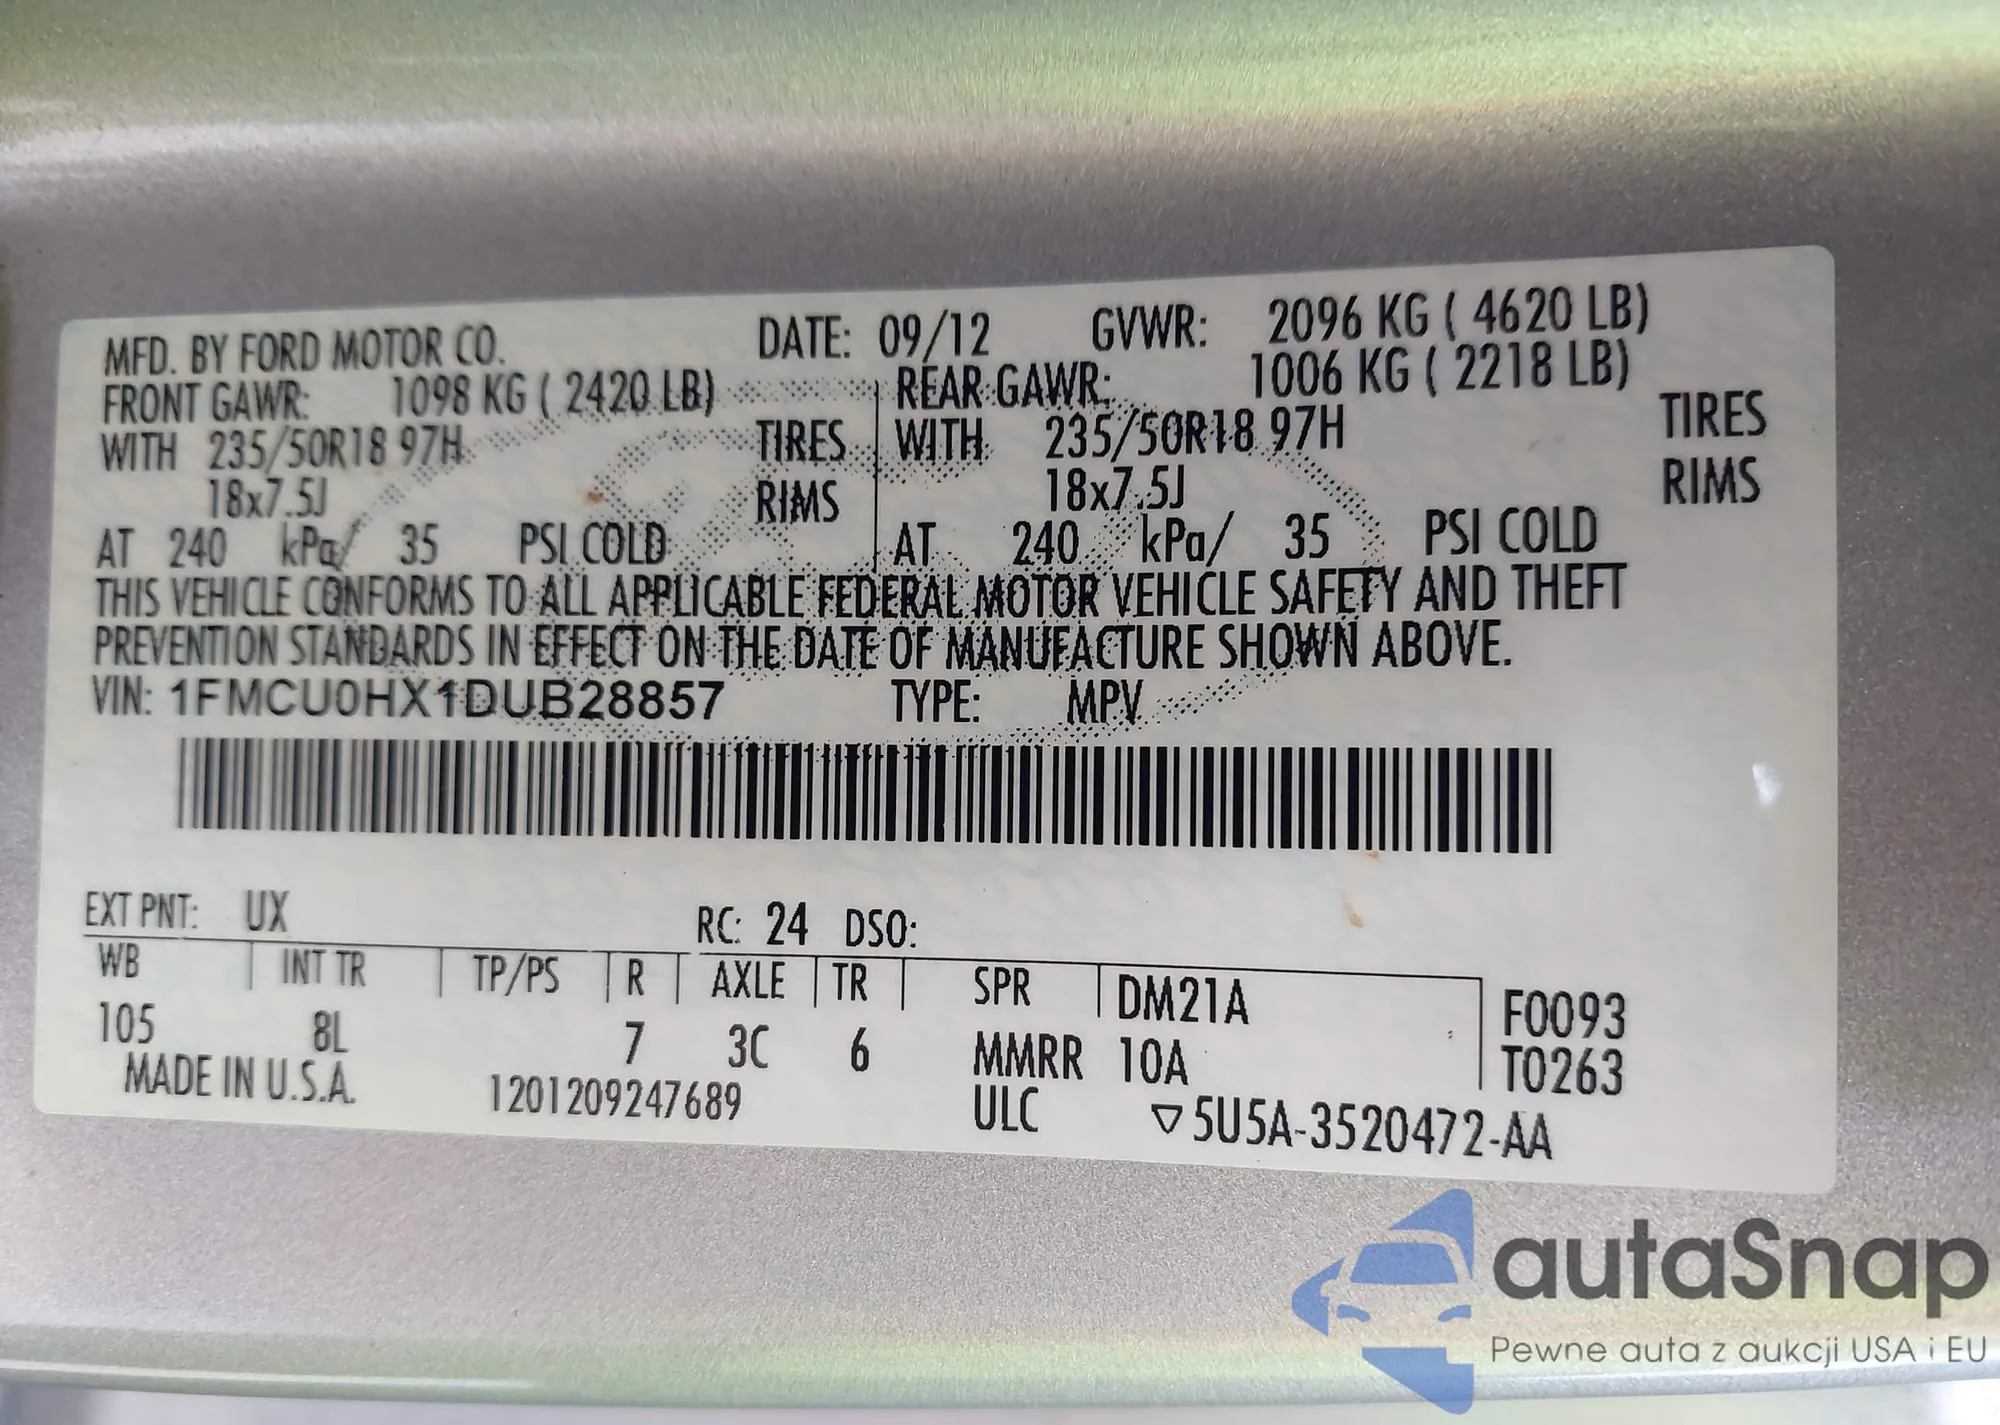 MFD. BY FORD MOTOR CO. DATE: 09/12 GVWR: 2096 KG ( 4620 LB)
FRONT GAWR: 1098 KG ( 2420 LB) REAR GAWR: 1006 KG ( 2218 LB)
WITH 235/50R18 97H TIRES WITH 235/50R18 97H TIRES
18x7.5J RIMS 18x7.5J RIMS
AT 240 kPa/ 35 PSI COLD AT 240 kPa/ 35 PSI COLD
THIS VEHICLE CONFORMS TO ALL APPLICABLE FEDERAL MOTOR VEHICLE SAFETY AND THEFT
PREVENTION STANDARDS IN EFFECT ON THE DATE OF MANUFACTURE SHOWN ABOVE.
VIN: 1FMCU0HX1DUB28857 TYPE: MPV
EXT PNT: UX RC: 24 DSO:
WB INT TR TP/PS R AXLE TR SPR DM21A F0093
105 8L 7 3C 6 MMRR 10A T0263
MADE IN U.S.A. 1201209247689 ULC ▽5U5A-3520472-AA
autaSnap
Pewne auta z aukcji USA i EU